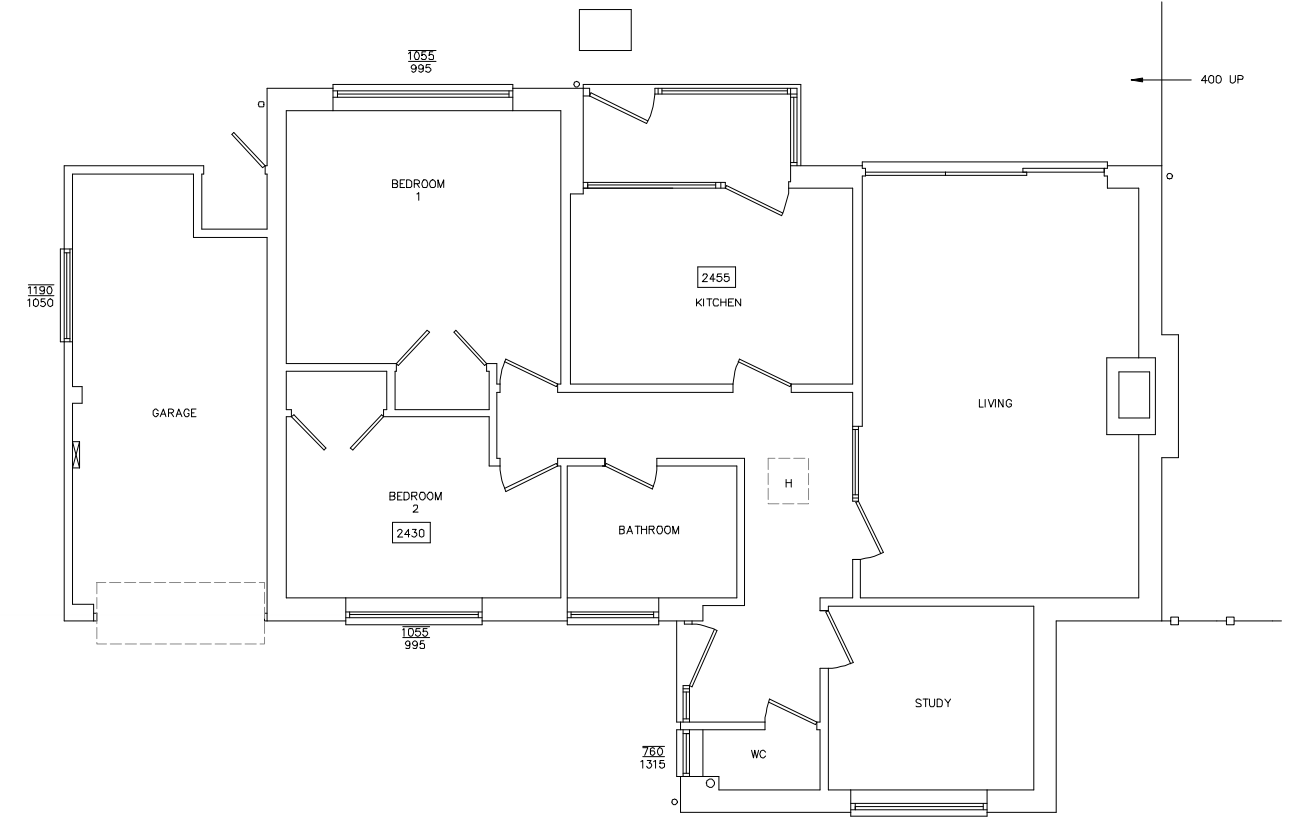 1055
995
400 UP
BEDROOM
1
2455
KITCHEN
1190
1050
GARAGE
LIVING
H
BEDROOM
2
2430
BATHROOM
1055
995
STUDY
760
1315
WC